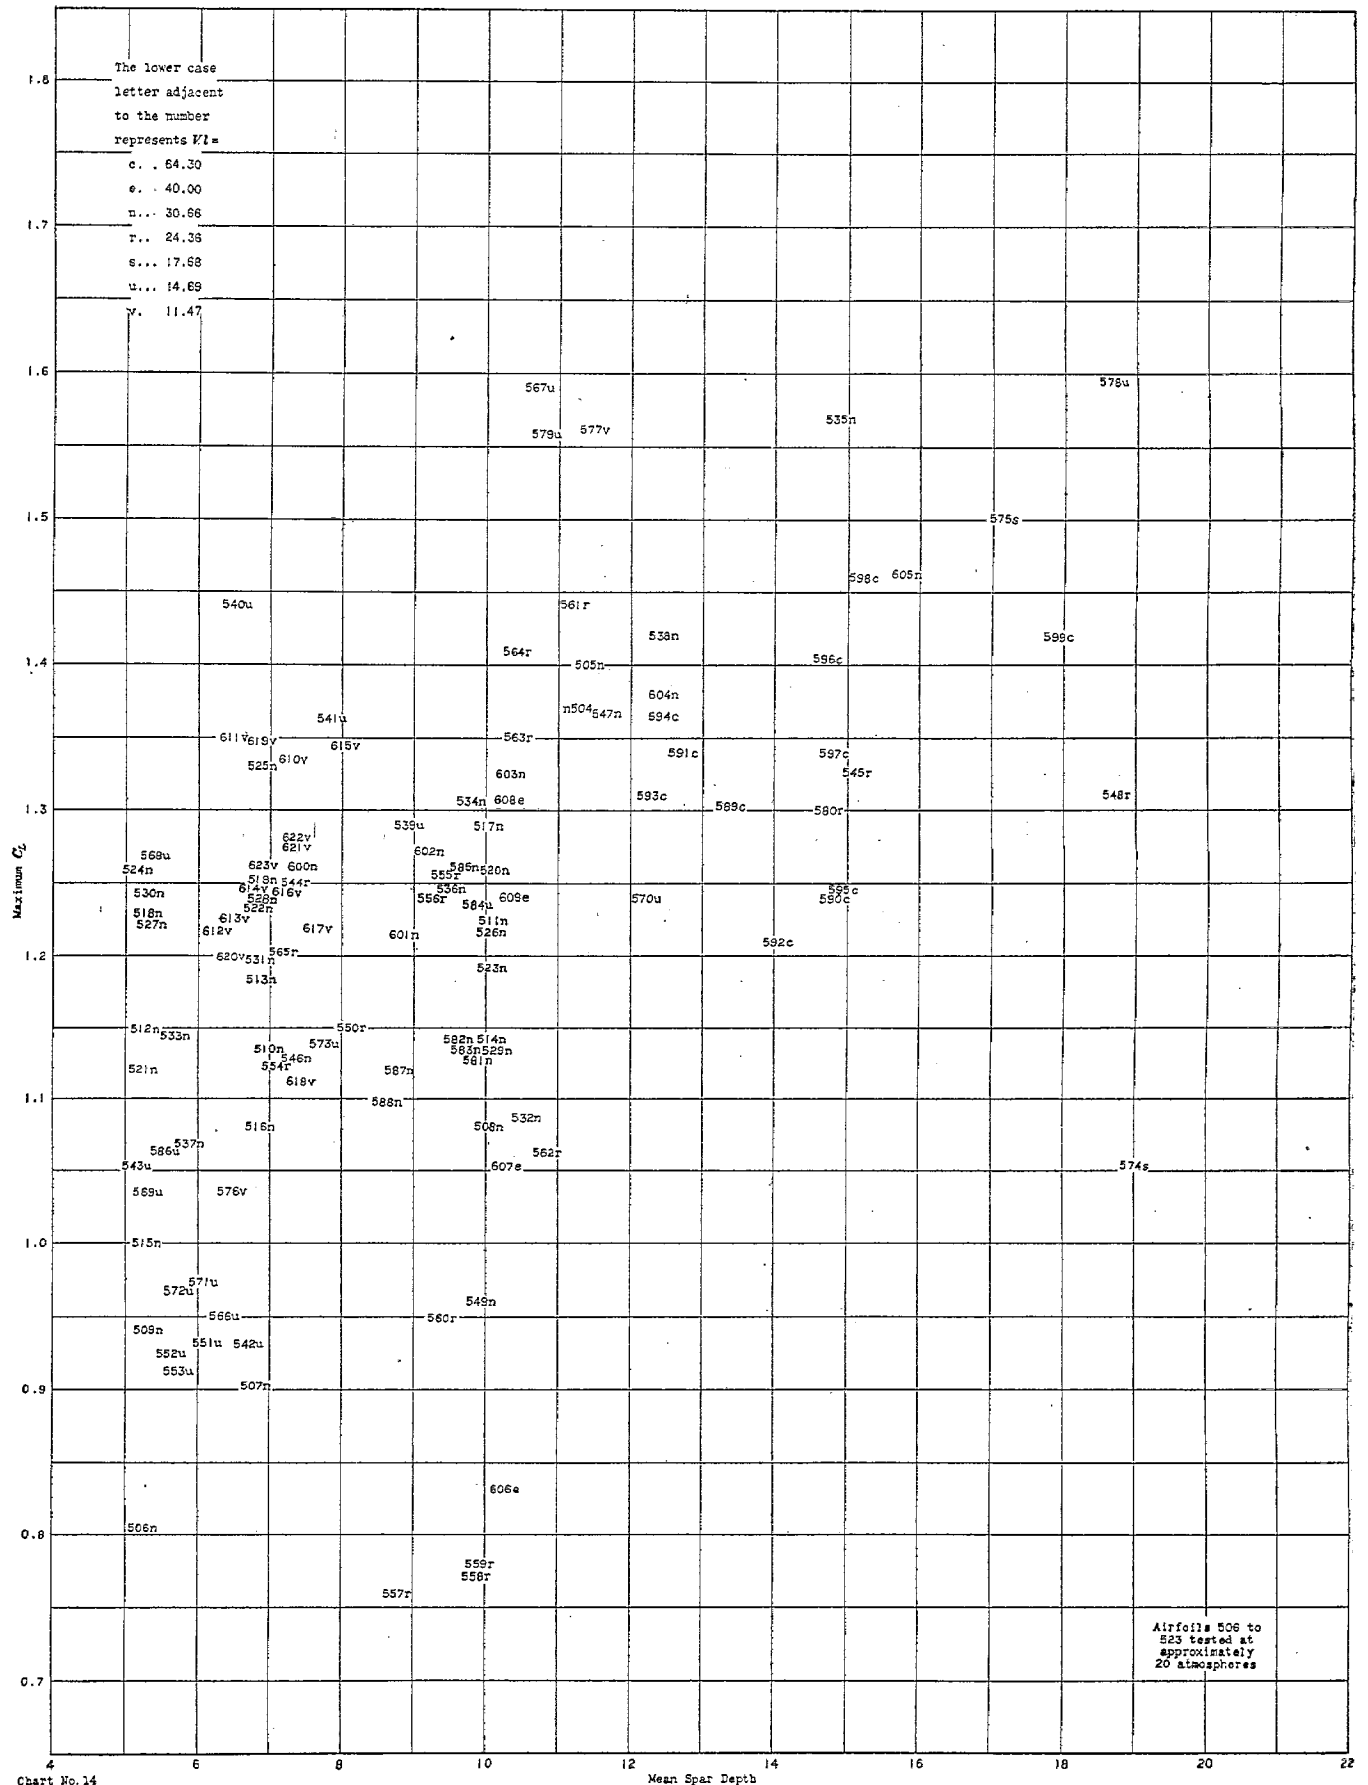 The lower case
letter adjacent
to the number
represents Vl =
c. . 64.30
e. . 40.00
n... 30.66
r.. 24.36
s... 17.68
u... 14.69
v. 11.47
1.8
1.7
1.6
567u
578u
579u 577v
535n
1.5
575s
598c 605n
540u
561r
538n
599c
564r
596c
1.4
505n
604n
n504 547n
594c
541u
611v 619v 615v
563r
525n 610v
591c
597c
603n
545r
534n 608e
593c
589c
548r
1.3
580r
539u
517n
622v
621v
602n
568u
524n
623v 600n
585n 520n
555r
519n 544r
530n
614v 616v
536n
528n
556r
609e
570u
595c
590c
522n
584u
518n
613v
511n
527n
612v
617v
601n
526n
592c
1.2
620v 531n 565r
523n
513n
512n 533n
550r
573u
582n 514n
510n
583n 529n
546n
581n
554r
521n
587n
618v
1.1
588n
516n
532n
508n
537n
586u
562r
543u
607e
574s
569u
576v
1.0
515n
571u
572u
549n
566u
560r
509n
551u 542u
552u
553u
507n
0.9
606e
0.8
506n
559r
558r
557r
0.7
Airfoils 506 to
523 tested at
approximately
20 atmospheres
Maximum C_L
4 6 8 10 12 14 16 18 20 22
Chart No. 14
Mean Spar Depth